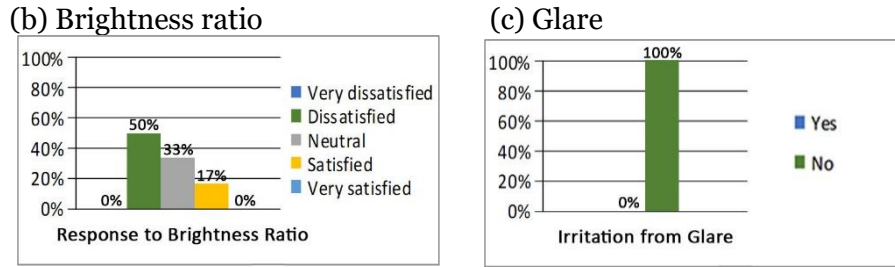 (b) Brightness ratio
100%
80%
60%
40%
20%
0%
0%
50%
33%
17%
0%
Very dissatisfied
Dissatisfied
Neutral
Satisfied
Very satisfied
Response to Brightness Ratio
(c) Glare
100%
80%
60%
40%
20%
0%
0%
100%
Yes
No
Irritation from Glare